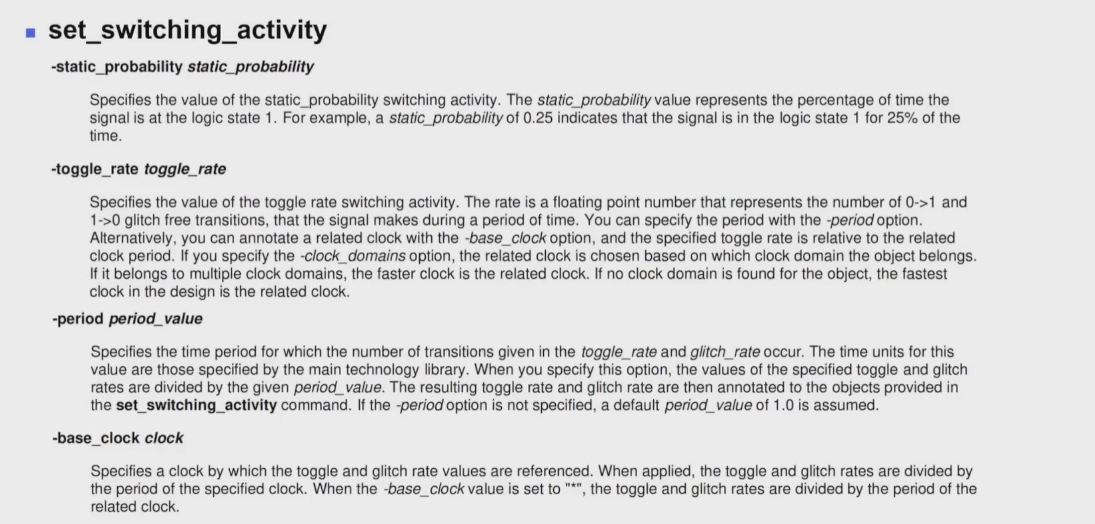 set_switching_activity
-static_probability static_probability
Specifies the value of the static_probability switching activity. The static_probability value represents the percentage of time the
signal is at the logic state 1. For example, a static_probability of 0.25 indicates that the signal is in the logic state 1 for 25% of the
time.
-toggle_rate toggle_rate
Specifies the value of the toggle rate switching activity. The rate is a floating point number that represents the number of 0->1 and
1->0 glitch free transitions, that the signal makes during a period of time. You can specify the period with the -period option.
Alternatively, you can annotate a related clock with the -base_clock option, and the specified toggle rate is relative to the related
clock period. If you specify the -clock_domains option, the related clock is chosen based on which clock domain the object belongs.
If it belongs to multiple clock domains, the faster clock is the related clock. If no clock domain is found for the object, the fastest
clock in the design is the related clock.
-period period_value
Specifies the time period for which the number of transitions given in the toggle_rate and glitch_rate occur. The time units for this
value are those specified by the main technology library. When you specify this option, the values of the specified toggle and glitch
rates are divided by the given period_value. The resulting toggle rate and glitch rate are then annotated to the objects provided in
the set_switching_activity command. If the -period option is not specified, a default period_value of 1.0 is assumed.
-base_clock clock
Specifies a clock by which the toggle and glitch rate values are referenced. When applied, the toggle and glitch rates are divided by
the period of the specified clock. When the -base_clock value is set to "*", the toggle and glitch rates are divided by the period of the
related clock.